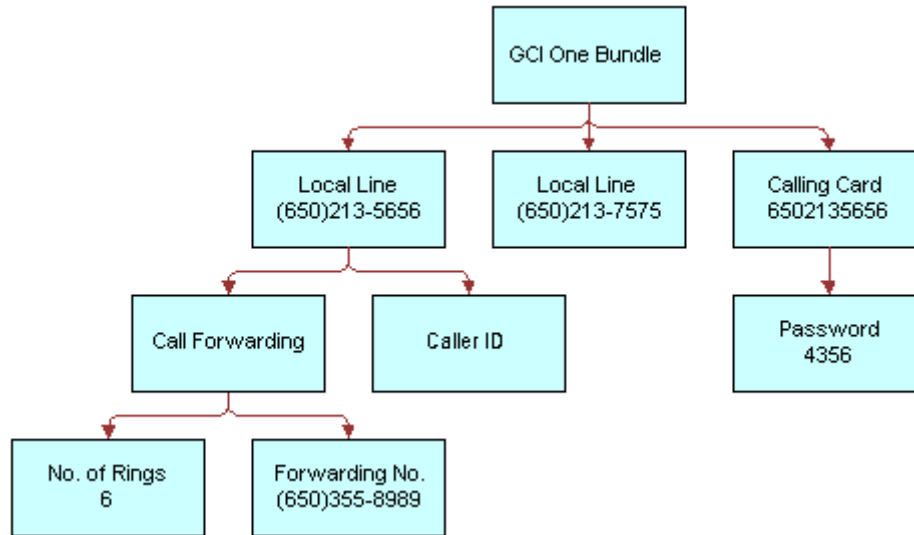 GCI One Bundle
Local Line
(650)213-5656
Local Line
(650)213-7575
Calling Card
6502135656
Call Forwarding
Caller ID
Password
4356
No. of Rings
6
Forwarding No.
(650)355-8989